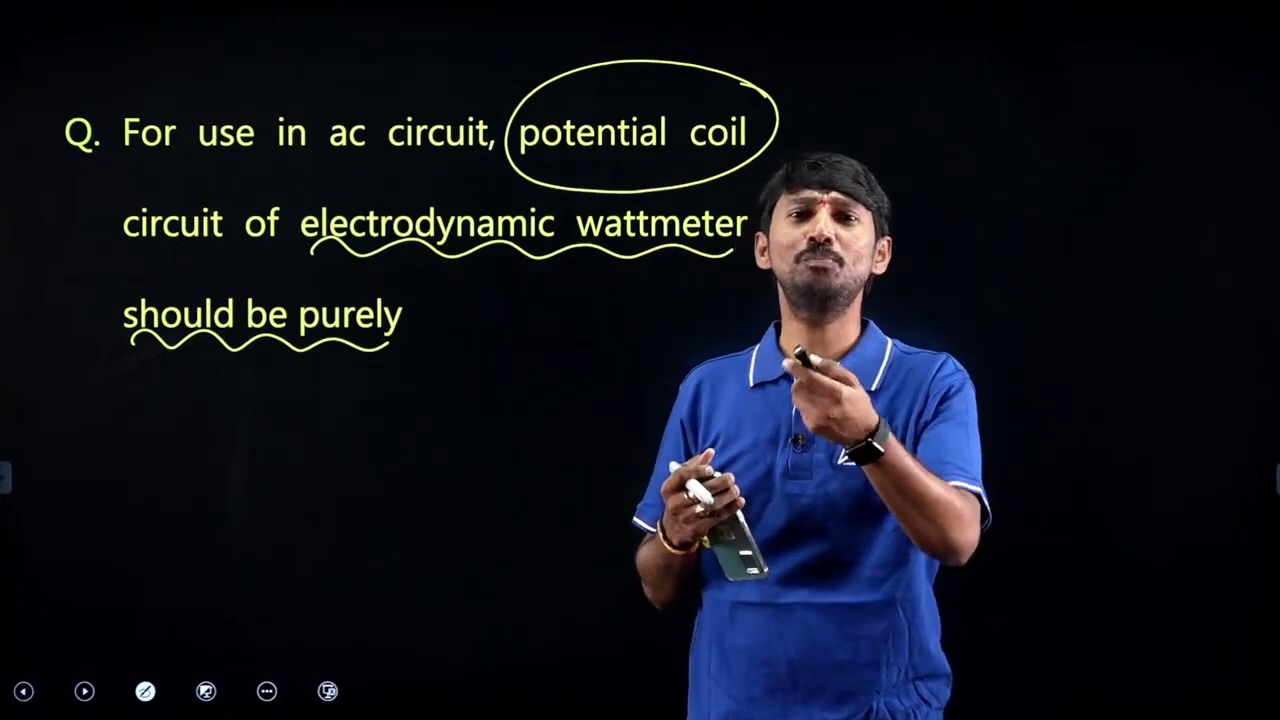 Q. For use in ac circuit, potential coil
circuit of electrodynamic wattmeter
should be purely